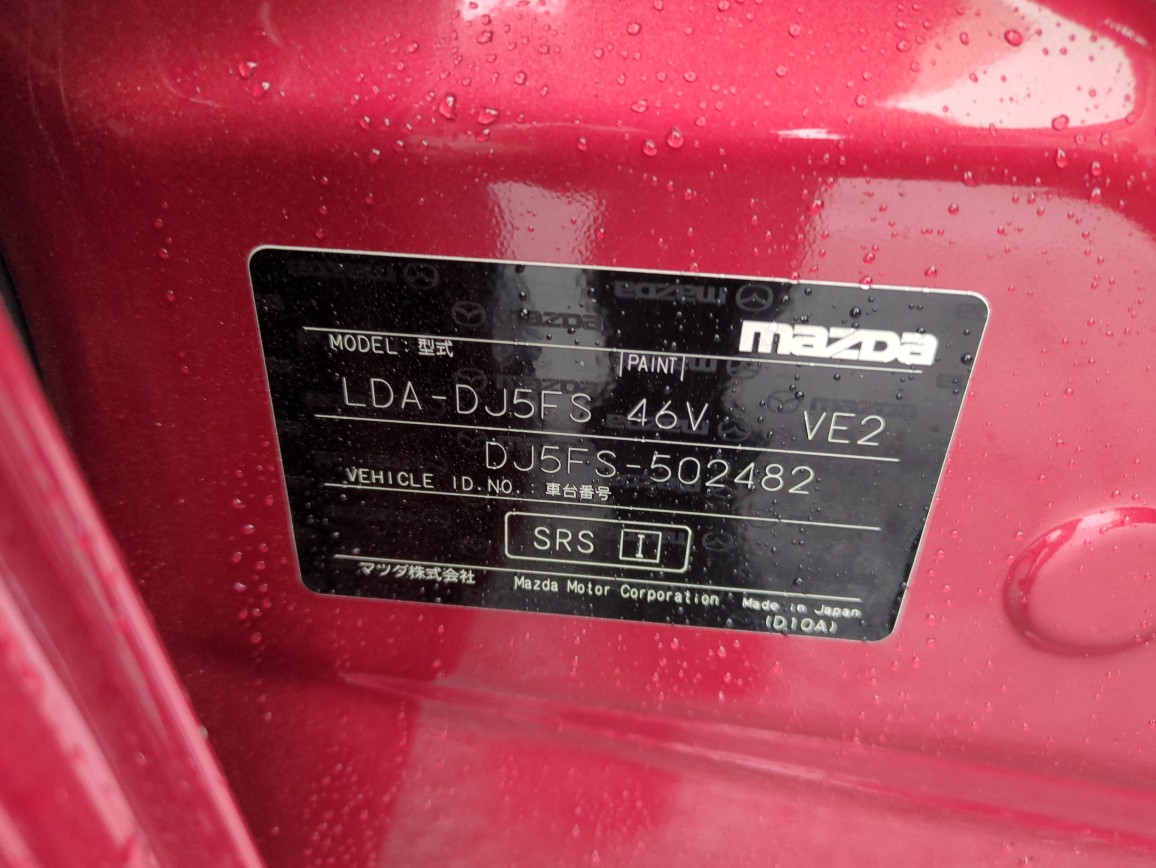 mazda
MODEL : 型式
PAINT
LDA-DJ5FS 46V VE2
DJ5FS-502482
VEHICLE ID.NO. : 車台番号
SRS I
マツダ株式会社 Mazda Motor Corporation Made in Japan
(D10A)